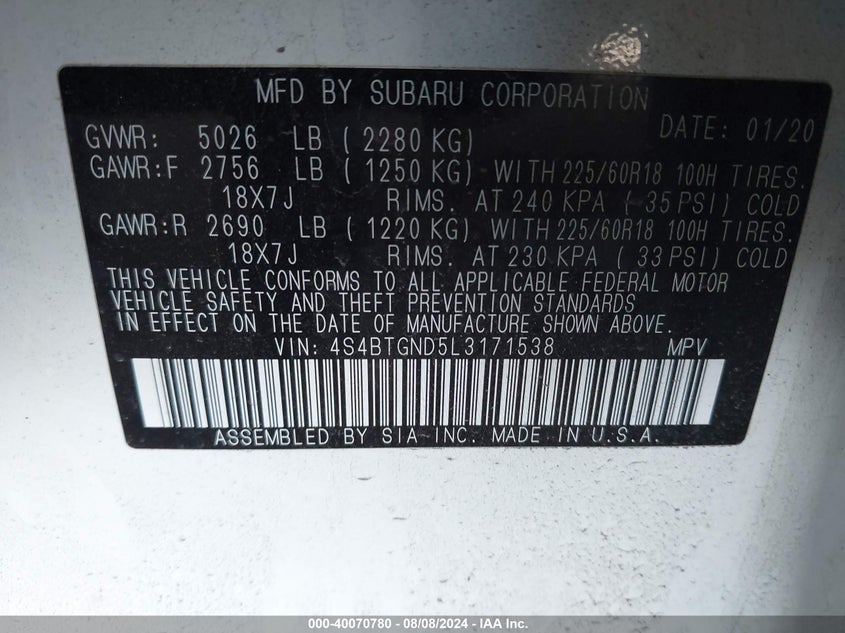 MFD BY SUBARU CORPORATION
DATE: 01/20
GVWR: 5026 LB ( 2280 KG)
GAWR:F 2756 LB ( 1250 KG) WITH 225/60R18 100H TIRES.
18X7J RIMS. AT 240 KPA ( 35 PSI) COLD
GAWR:R 2690 LB ( 1220 KG) WITH 225/60R18 100H TIRES.
18X7J RIMS. AT 230 KPA ( 33 PSI) COLD
THIS VEHICLE CONFORMS TO ALL APPLICABLE FEDERAL MOTOR
VEHICLE SAFETY AND THEFT PREVENTION STANDARDS
IN EFFECT ON THE DATE OF MANUFACTURE SHOWN ABOVE.
VIN: 4S4BTGND5L3171538 MPV
ASSEMBLED BY SIA-INC. MADE IN U.S.A.
000-40070780 - 08/08/2024 - IAA Inc.